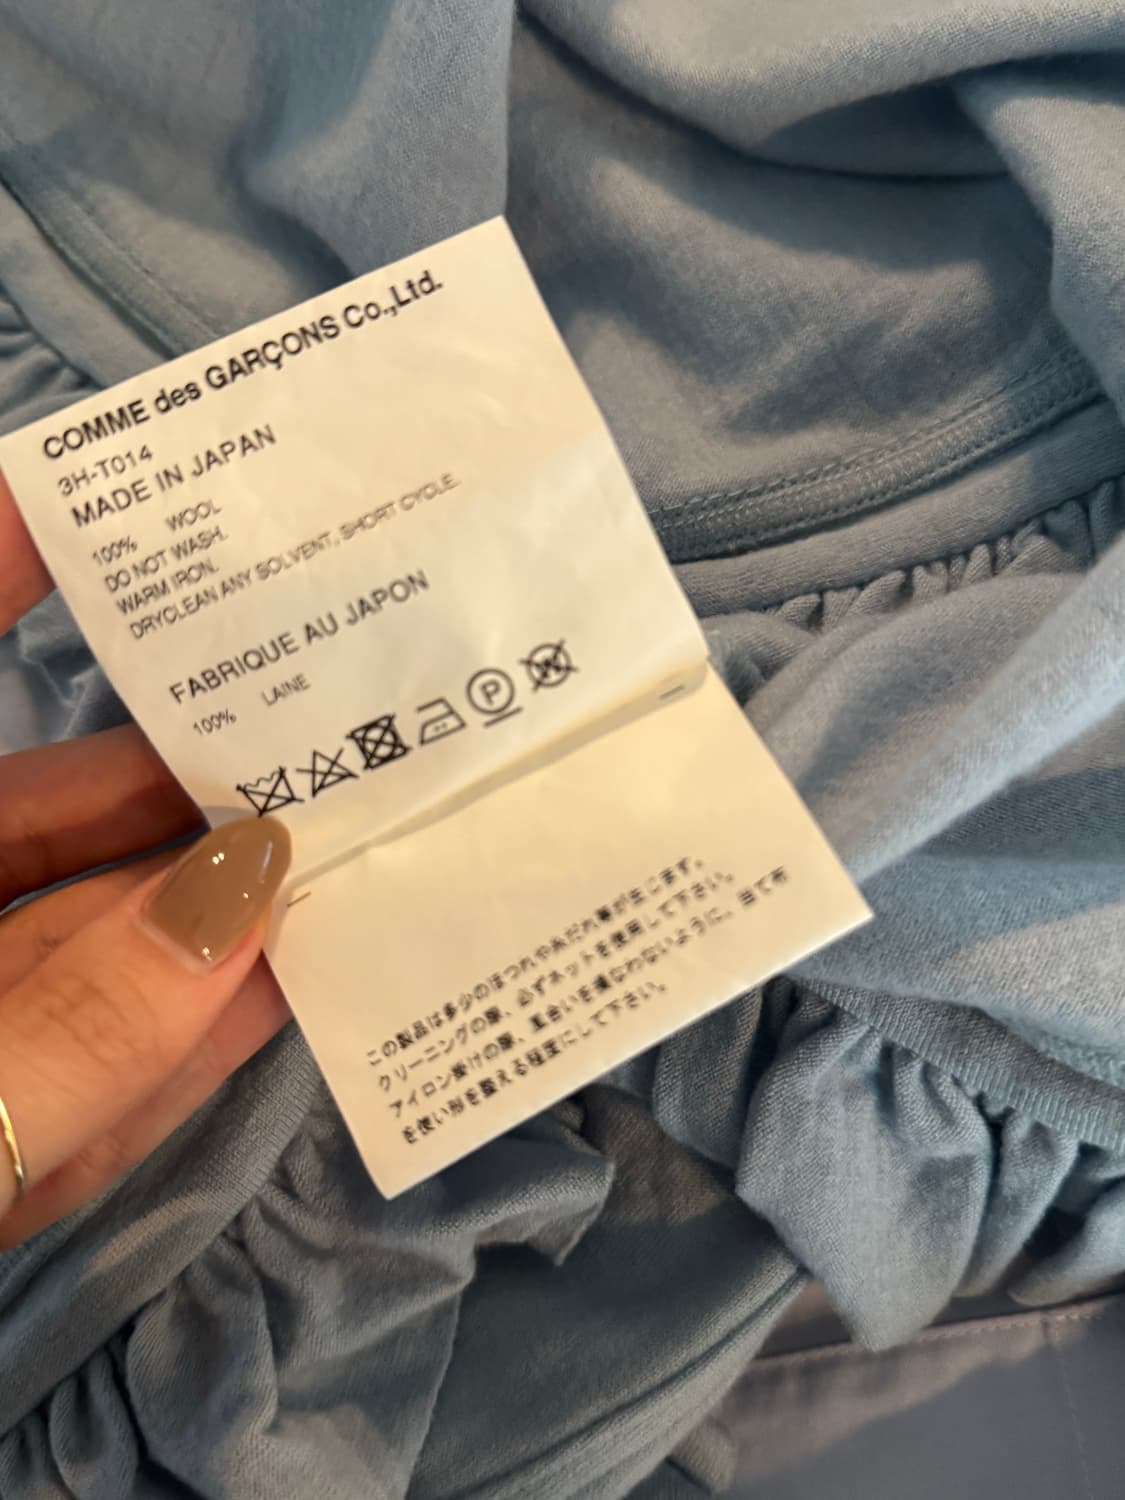 COMME des GARÇONS Co.,Ltd.
3H-T014
MADE IN JAPAN
100% WOOL
DO NOT WASH.
WARM IRON.
DRYCLEAN ANY SOLVENT, SHORT CYCLE.
FABRIQUE AU JAPON
100% LAINE
P
W
この製品は多少のほつれや糸だれ等が生じます。
クリーニングの際、必ずネットを使用して下さい。
アイロン掛けの際、風合いを損なわないように、当て布
を使い形を整える程度にして下さい。